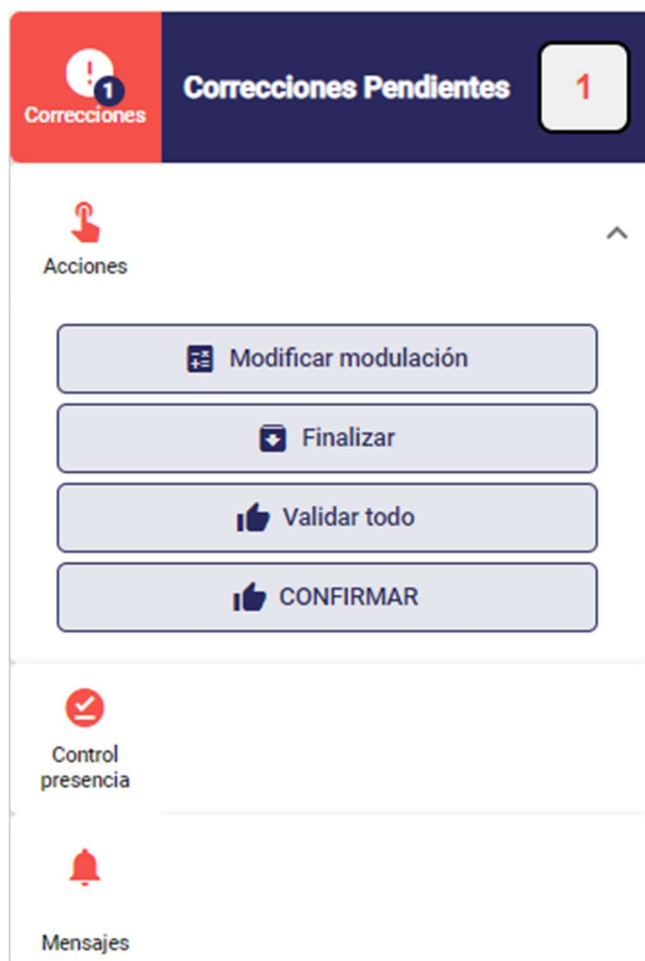 1
Correcciones
Correcciones Pendientes
1
Acciones
Modificar modulación
Finalizar
Validar todo
CONFIRMAR
Control
presencia
Mensajes